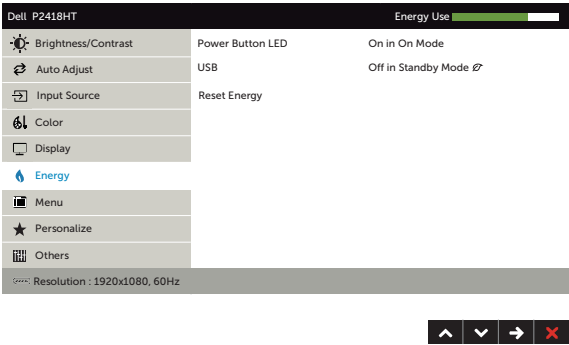 Dell P2418HT Energy Use
Brightness/Contrast Power Button LED On in On Mode
Auto Adjust USB Off in Standby Mode
Input Source Reset Energy
Color
Display
Energy
Menu
Personalize
Others
Resolution : 1920x1080, 60Hz